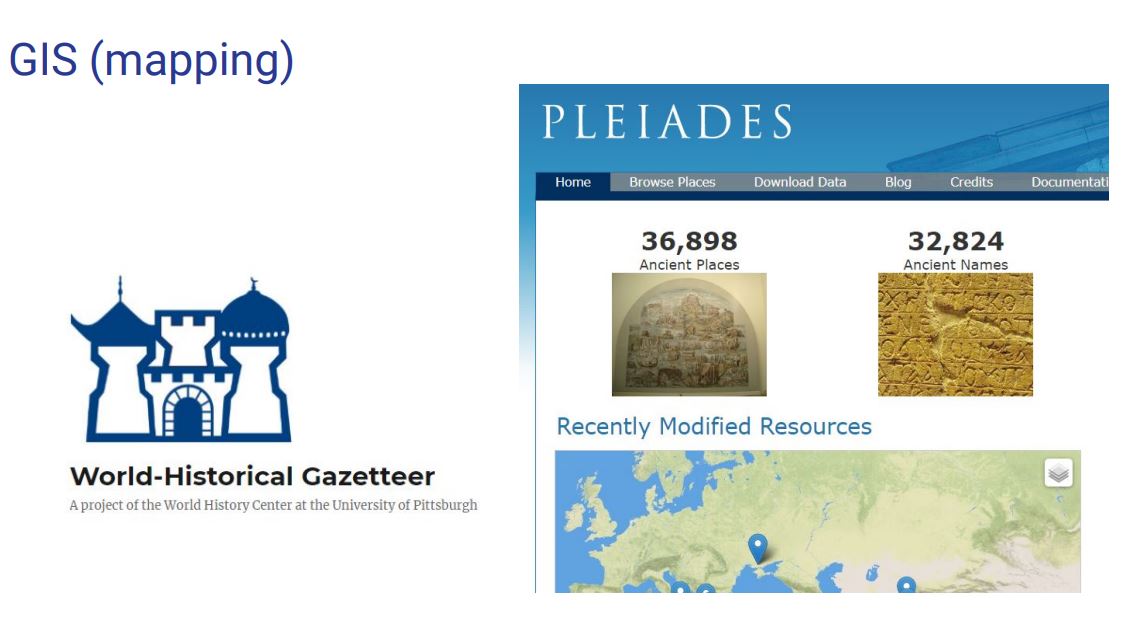 GIS (mapping)
World-Historical Gazetteer
A project of the World History Center at the University of Pittsburgh
PLEIADES
Home Browse Places Download Data Blog Credits Documentati
36,898 32,824
Ancient Places Ancient Names
Recently Modified Resources